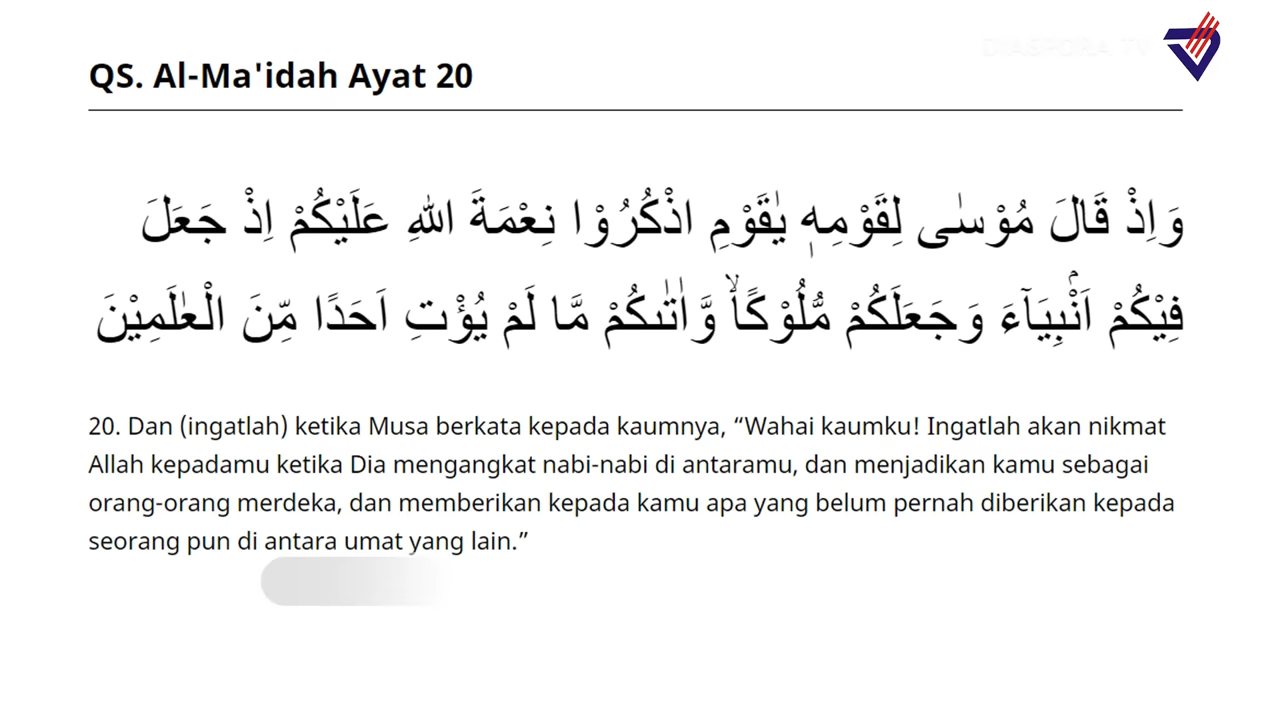 DIASPORA TV
QS. Al-Ma'idah Ayat 20
وَاِذْ قَالَ مُوْسٰى لِقَوْمِهٖ يٰقَوْمِ اذْكُرُوْا نِعْمَةَ اللّٰهِ عَلَيْكُمْ اِذْ جَعَلَ
فِيْكُمْ اَنْۢبِيَاۤءَ وَجَعَلَكُمْ مُّلُوْكًاۙ وَّاٰتٰىكُمْ مَّا لَمْ يُؤْتِ اَحَدًا مِّنَ الْعٰلَمِيْنَ
20. Dan (ingatlah) ketika Musa berkata kepada kaumnya, “Wahai kaumku! Ingatlah akan nikmat
Allah kepadamu ketika Dia mengangkat nabi-nabi di antaramu, dan menjadikan kamu sebagai
orang-orang merdeka, dan memberikan kepada kamu apa yang belum pernah diberikan kepada
seorang pun di antara umat yang lain.”